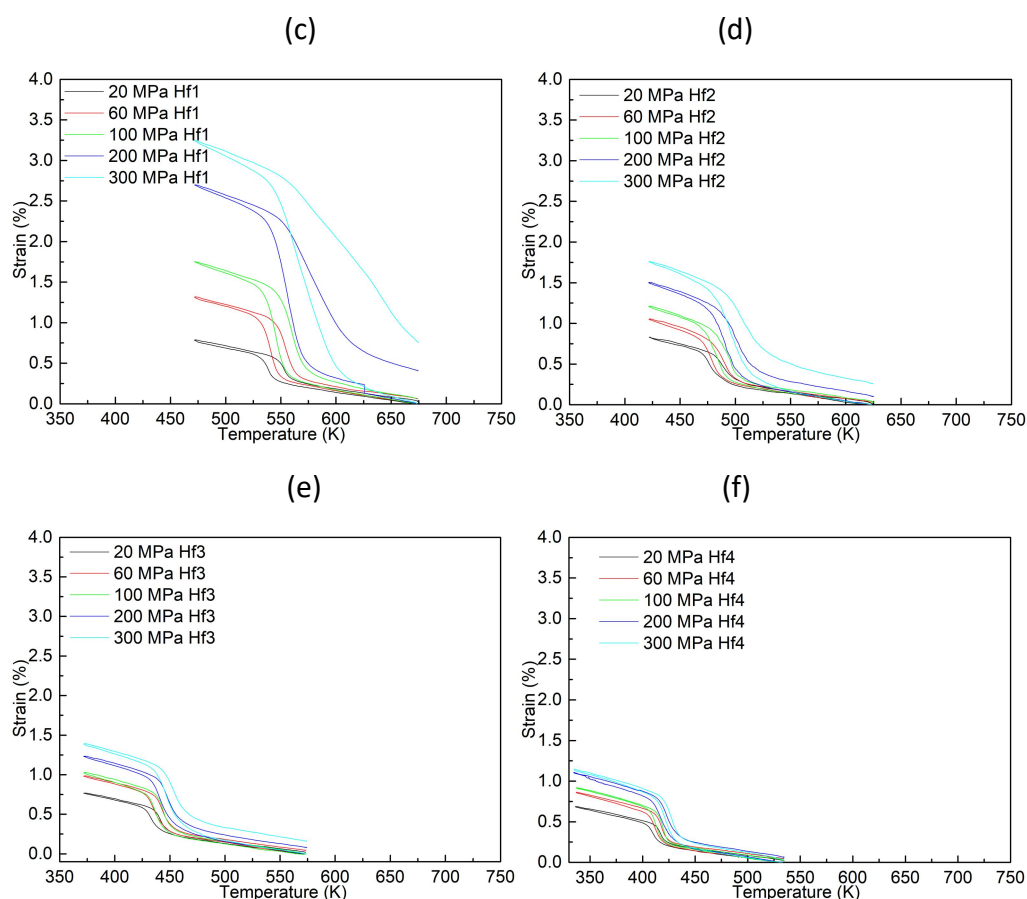 (c)
4.0
3.5
3.0
2.5
2.0
1.5
1.0
0.5
0.0
Strain (%)
20 MPa Hf1
60 MPa Hf1
100 MPa Hf1
200 MPa Hf1
300 MPa Hf1
350 400 450 500 550 600 650 700 750
Temperature (K)
(d)
4.0
3.5
3.0
2.5
2.0
1.5
1.0
0.5
0.0
Strain (%)
20 MPa Hf2
60 MPa Hf2
100 MPa Hf2
200 MPa Hf2
300 MPa Hf2
350 400 450 500 550 600 650 700 750
Temperature (K)
(e)
4.0
3.5
3.0
2.5
2.0
1.5
1.0
0.5
0.0
Strain (%)
20 MPa Hf3
60 MPa Hf3
100 MPa Hf3
200 MPa Hf3
300 MPa Hf3
350 400 450 500 550 600 650 700 750
Temperature (K)
(f)
4.0
3.5
3.0
2.5
2.0
1.5
1.0
0.5
0.0
Strain (%)
20 MPa Hf4
60 MPa Hf4
100 MPa Hf4
200 MPa Hf4
300 MPa Hf4
350 400 450 500 550 600 650 700 750
Temperature (K)